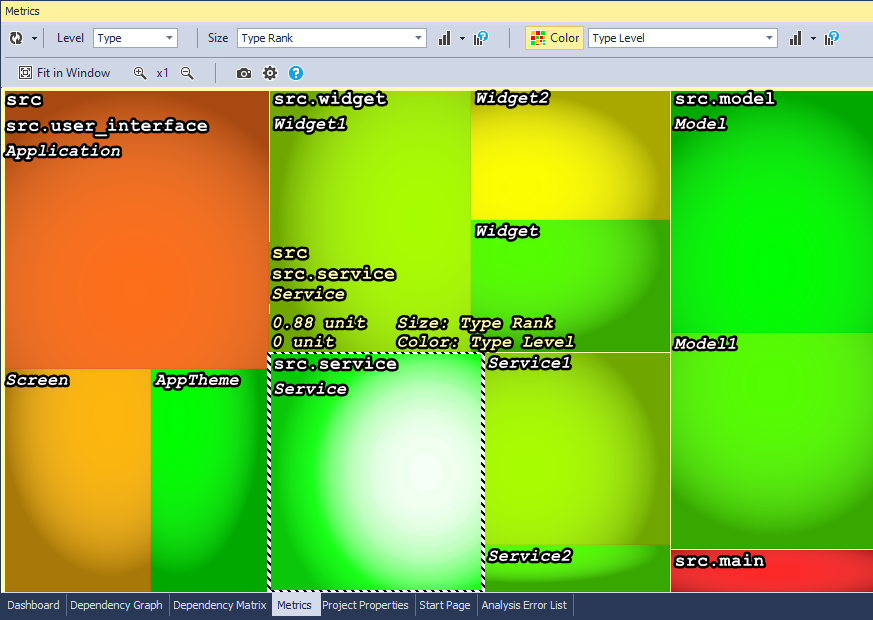 Metrics
Level Type Size Type Rank Color Type Level
Fit in Window x1
src
src.user_interface
Application
Screen
AppTheme
src.widget
Widget1
Widget2
Widget
src
src.service
Service
0.88 unit Size: Type Rank
0 unit Color: Type Level
src.service
Service
Service1
Service2
src.model
Model
Model1
src.main
Dashboard Dependency Graph Dependency Matrix Metrics Project Properties Start Page Analysis Error List